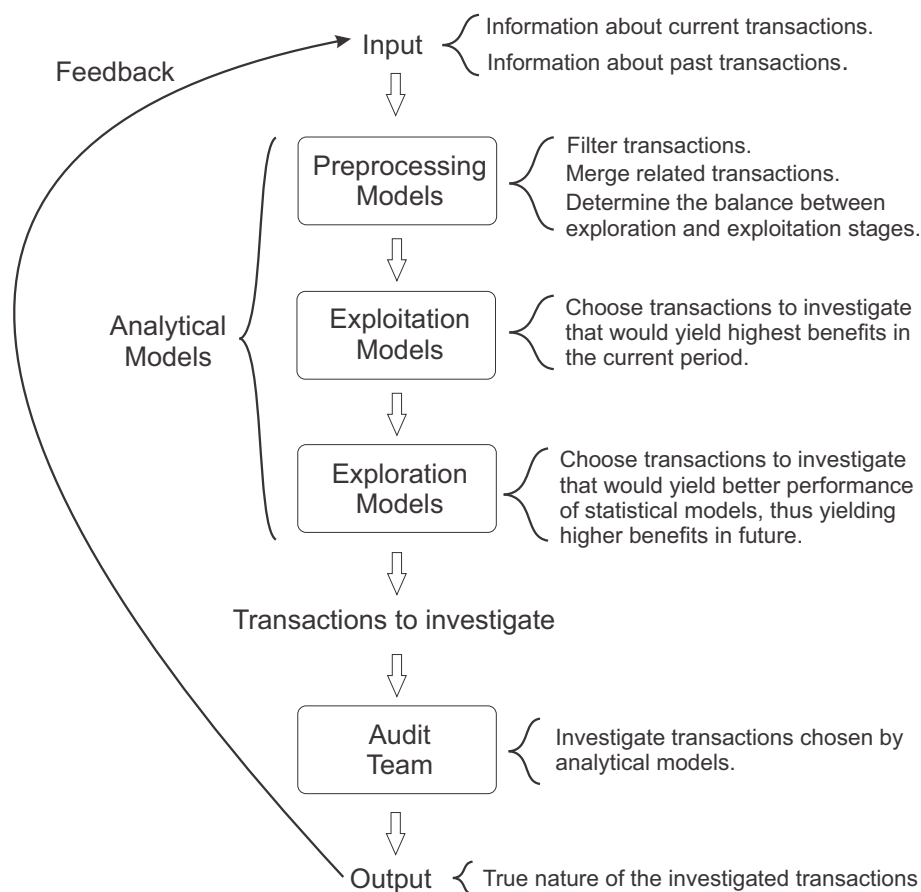 Input
Information about current transactions.
Information about past transactions.
Feedback
Preprocessing
Models
Filter transactions.
Merge related transactions.
Determine the balance between
exploration and exploitation stages.
Analytical
Models
Exploitation
Models
Choose transactions to investigate
that would yield highest benefits in
the current period.
Exploration
Models
Choose transactions to investigate
that would yield better performance
of statistical models, thus yielding
higher benefits in future.
Transactions to investigate
Audit
Team
Investigate transactions chosen by
analytical models.
Output
True nature of the investigated transactions